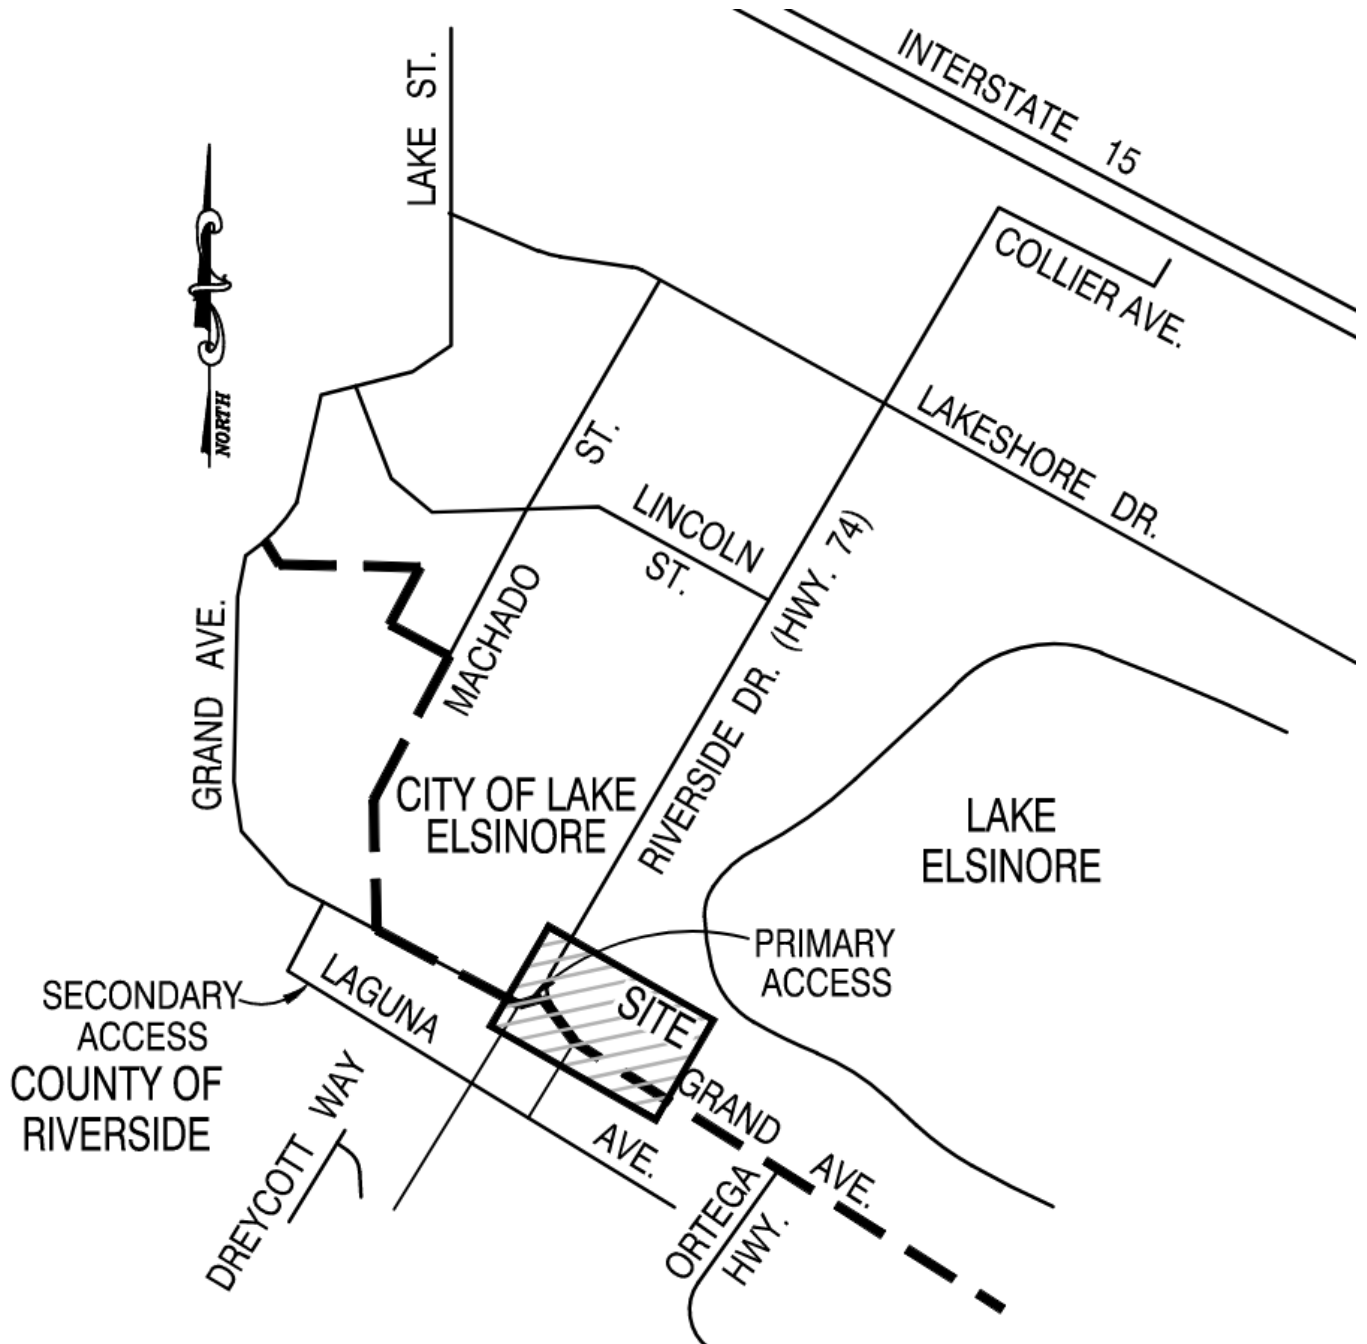 INTERSTATE 15
LAKE ST.
COLLIER AVE.
NORTH
LAKESHORE DR.
ST.
LINCOLN
ST.
MACHADO
RIVERSIDE DR. (HWY. 74)
GRAND AVE.
CITY OF LAKE
ELSINORE
LAKE
ELSINORE
PRIMARY
ACCESS
SECONDARY
ACCESS
LAGUNA
SITE
COUNTY OF
RIVERSIDE
GRAND
AVE.
AVE.
DREYCOTT WAY
ORTEGA
HWY.